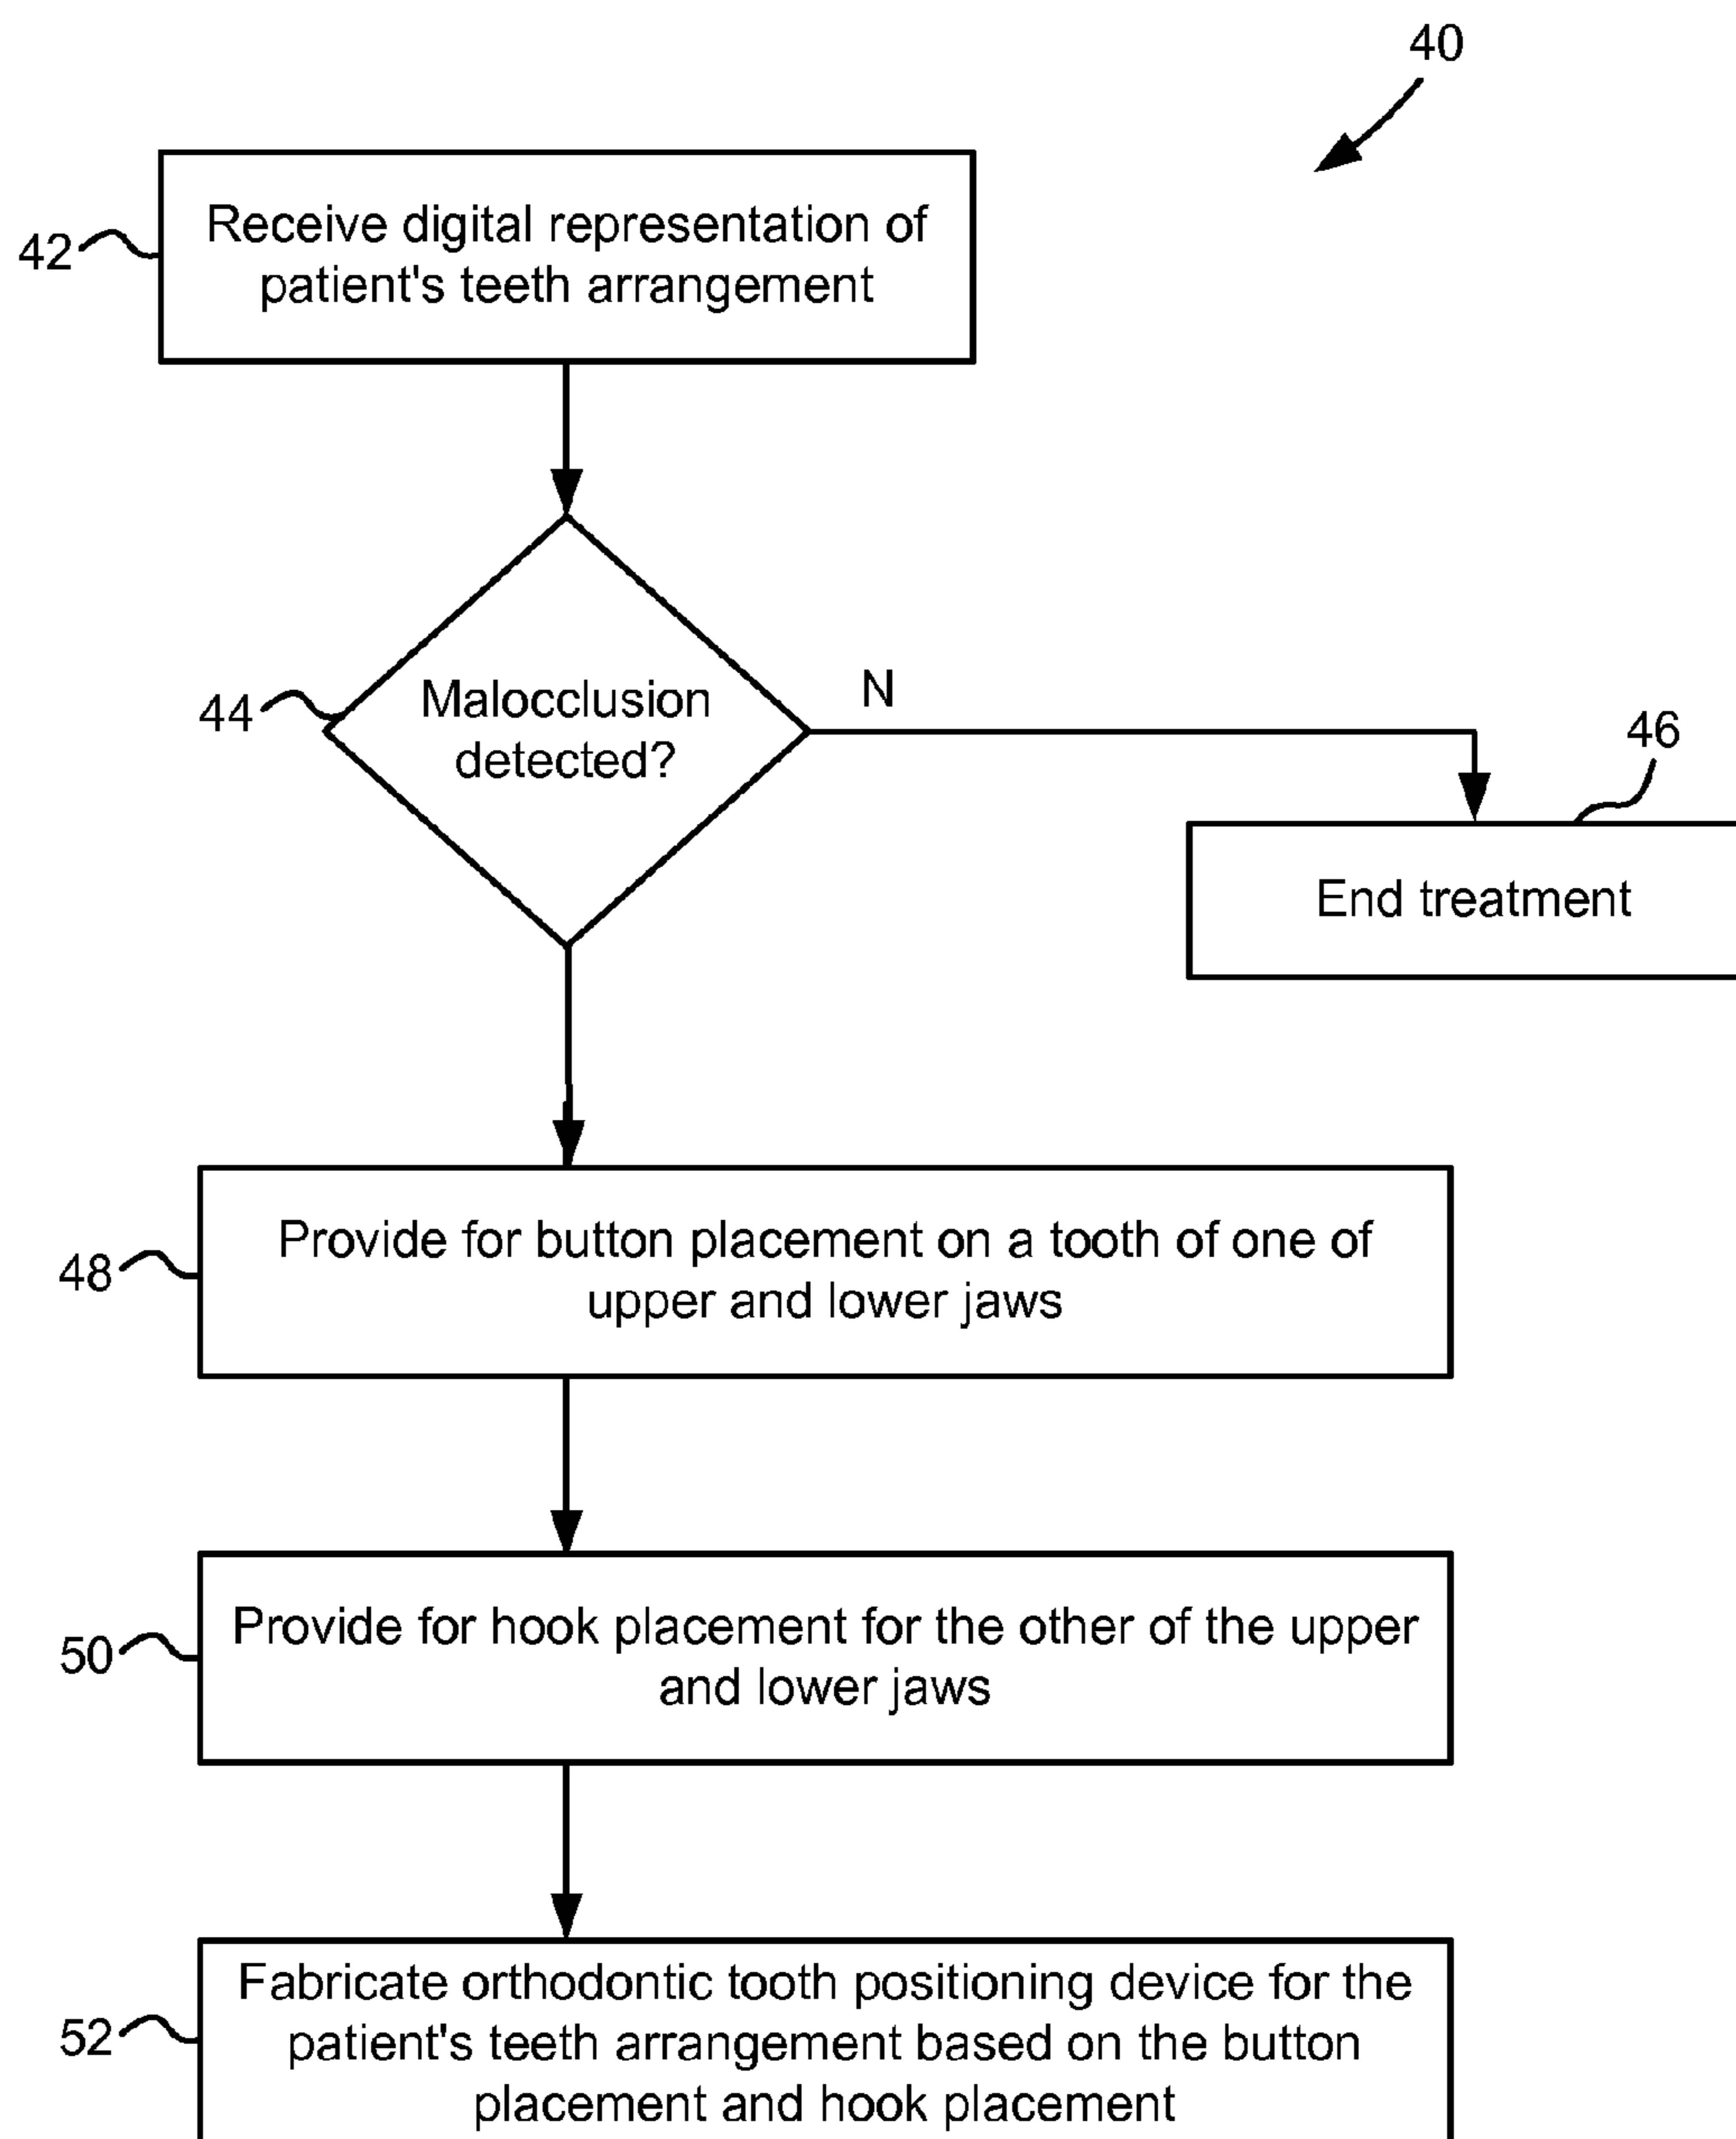 40
42
Receive digital representation of
patient's teeth arrangement
44
Malocclusion
detected?
N
46
End treatment
48
Provide for button placement on a tooth of one of
upper and lower jaws
50
Provide for hook placement for the other of the upper
and lower jaws
52
Fabricate orthodontic tooth positioning device for the
patient's teeth arrangement based on the button
placement and hook placement